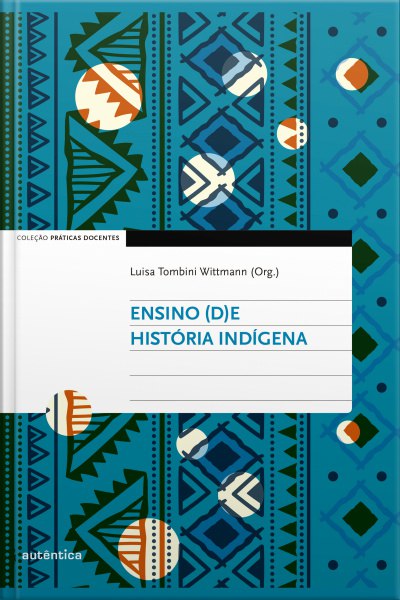 COLEÇÃO PRÁTICAS DOCENTES
Luisa Tombini Wittmann (Org.)
ENSINO (D)E
HISTÓRIA INDÍGENA
autêntica